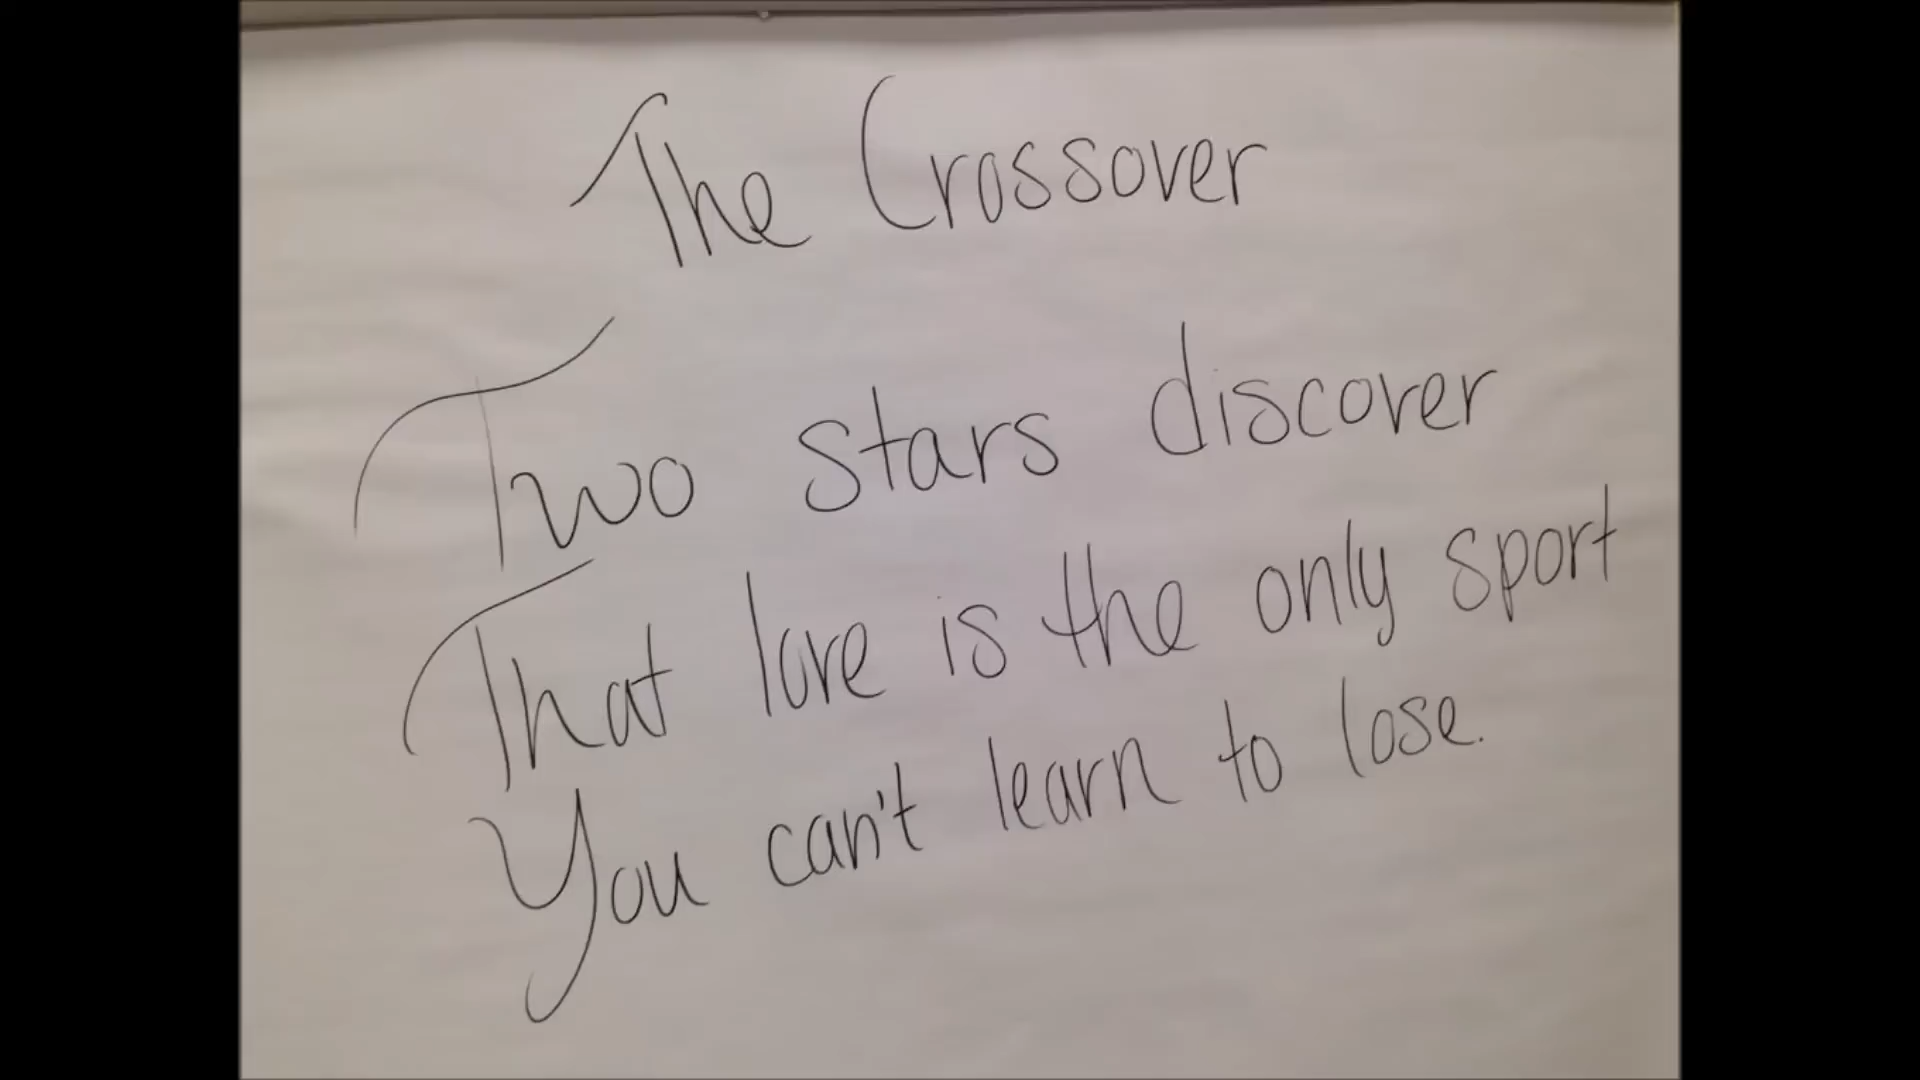 The Crossover
Two stars discover
That love is the only sport
You can't learn to lose.